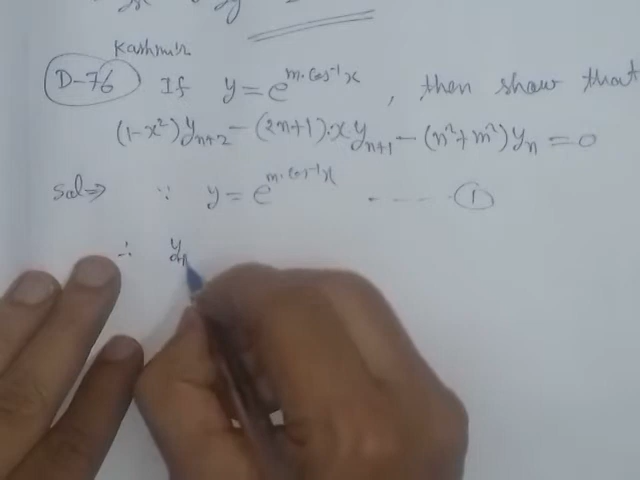 Kashmir
D-76 If y = e^{m·cos⁻¹x}, then show that
(1-x²)y_{n+2} - (2n+1)·x y_{n+1} - (n²+m²)y_n = 0
Sol⇒ ∵ y = e^{m·cos⁻¹x} ---- ①
∴ y